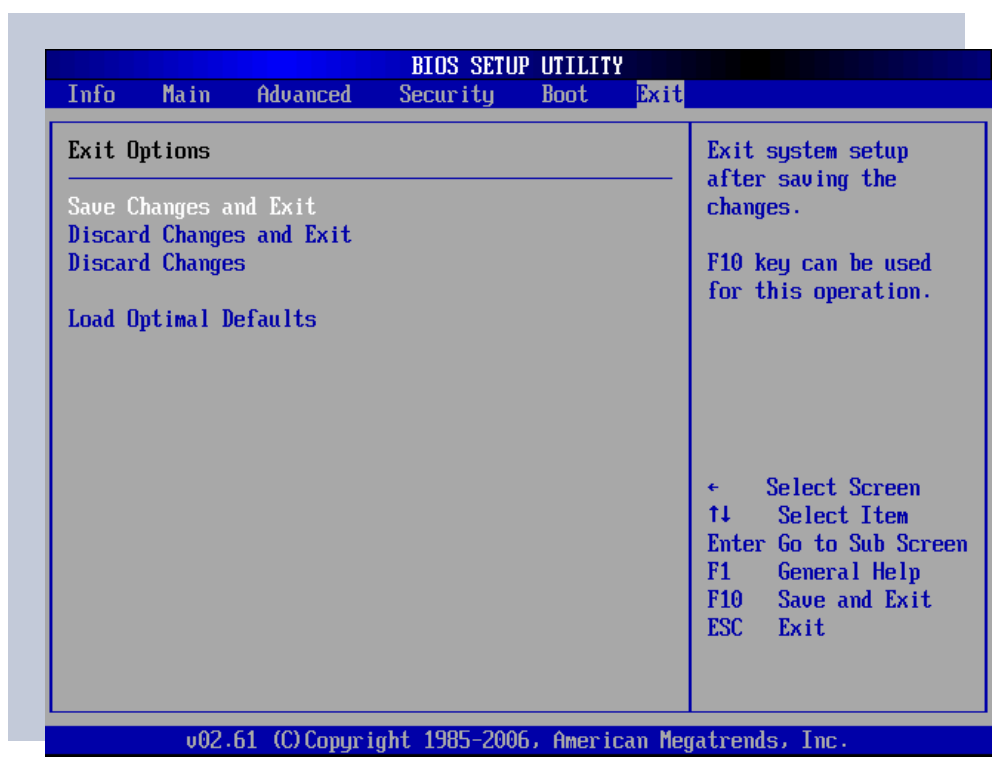 BIOS SETUP UTILITY
Info Main Advanced Security Boot Exit
Exit Options
Save Changes and Exit
Discard Changes and Exit
Discard Changes
Load Optimal Defaults
Exit system setup
after saving the
changes.
F10 key can be used
for this operation.
← Select Screen
↑↓ Select Item
Enter Go to Sub Screen
F1 General Help
F10 Save and Exit
ESC Exit
v02.61 (C)Copyright 1985-2006, American Megatrends, Inc.